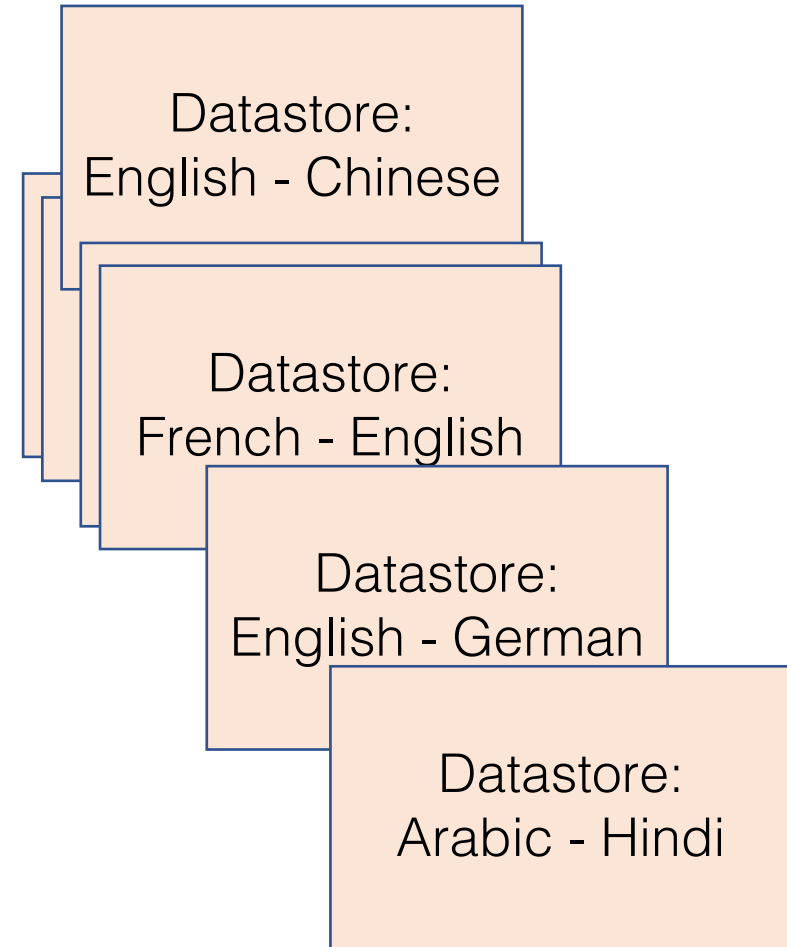 Datastore:
English - Chinese
Datastore:
French - English
Datastore:
English - German
Datastore:
Arabic - Hindi